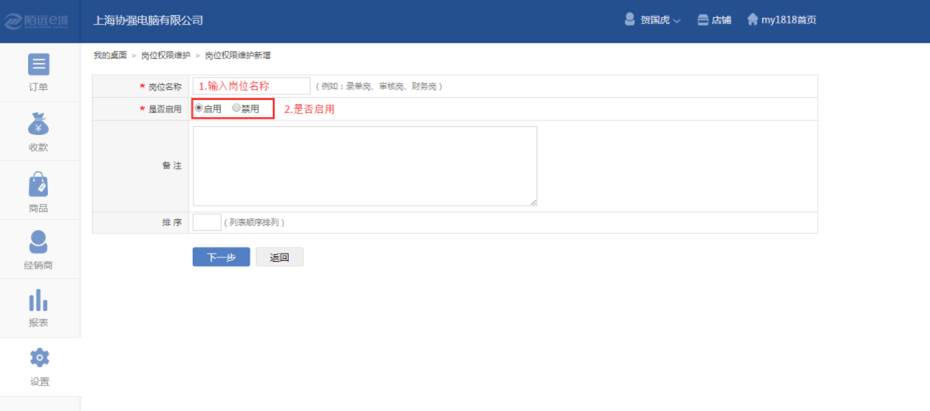 陌远e城
上海协强电脑有限公司
贺国虎
店铺
my1818首页
我的桌面 > 岗位权限维护 > 岗位权限维护新增
订单
收款
商品
经销商
报表
设置
* 岗位名称 1.输入岗位名称 (例如：录单岗、审核岗、财务岗)
* 是否启用 启用 禁用 2.是否启用
备 注
排 序 (列表顺序排列)
下一步 返回